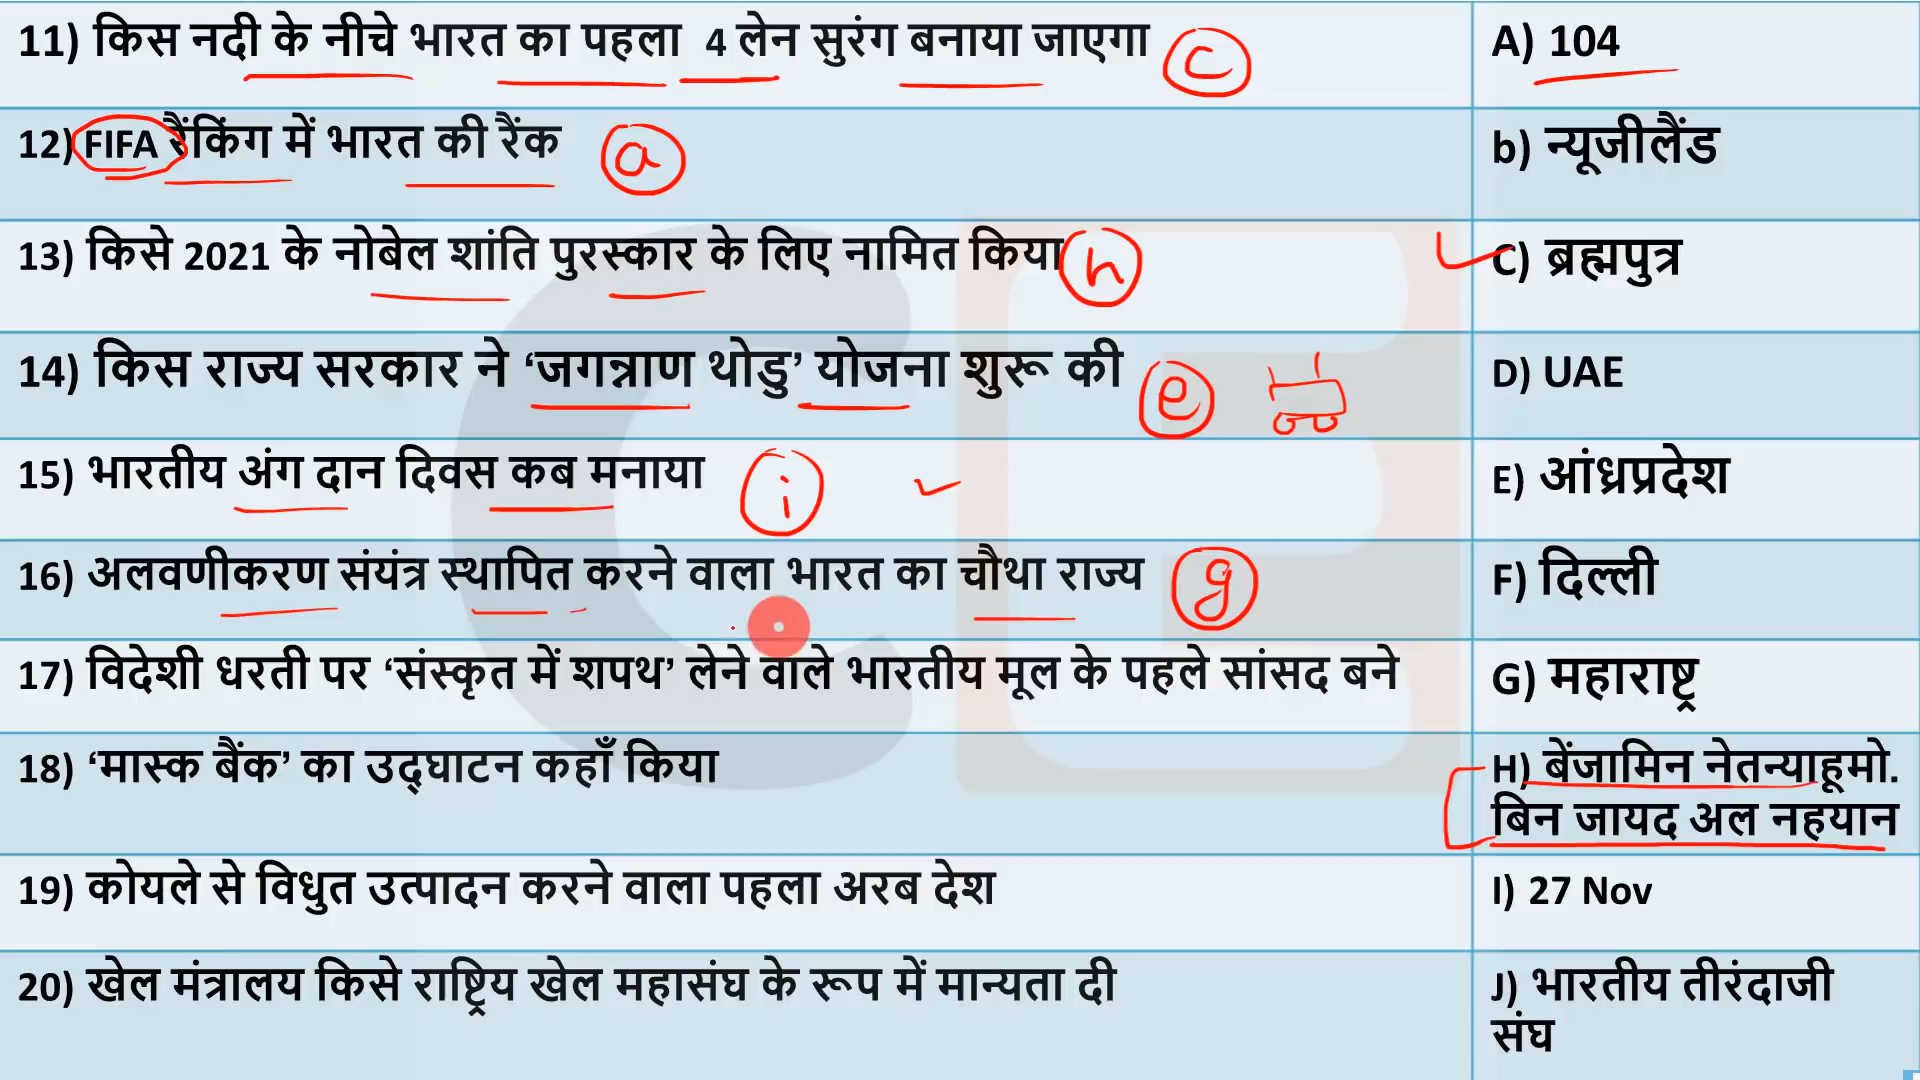 11) किस नदी के नीचे भारत का पहला 4 लेन सुरंग बनाया जाएगा c
A) 104
12) FIFA रैंकिंग में भारत की रैंक a
b) न्यूजीलैंड
13) किसे 2021 के नोबेल शांति पुरस्कार के लिए नामित किया h
C) ब्रह्मपुत्र
14) किस राज्य सरकार ने ‘जगन्नाण थोडु’ योजना शुरू की e
D) UAE
15) भारतीय अंग दान दिवस कब मनाया i
E) आंध्रप्रदेश
16) अलवणीकरण संयंत्र स्थापित करने वाला भारत का चौथा राज्य g
F) दिल्ली
17) विदेशी धरती पर ‘संस्कृत में शपथ’ लेने वाले भारतीय मूल के पहले सांसद बने
G) महाराष्ट्र
18) ‘मास्क बैंक’ का उद्घाटन कहाँ किया
H) बेंजामिन नेतन्याहूमो.
बिन जायद अल नहयान
19) कोयले से विधुत उत्पादन करने वाला पहला अरब देश
I) 27 Nov
20) खेल मंत्रालय किसे राष्ट्रिय खेल महासंघ के रूप में मान्यता दी
J) भारतीय तीरंदाजी
संघ